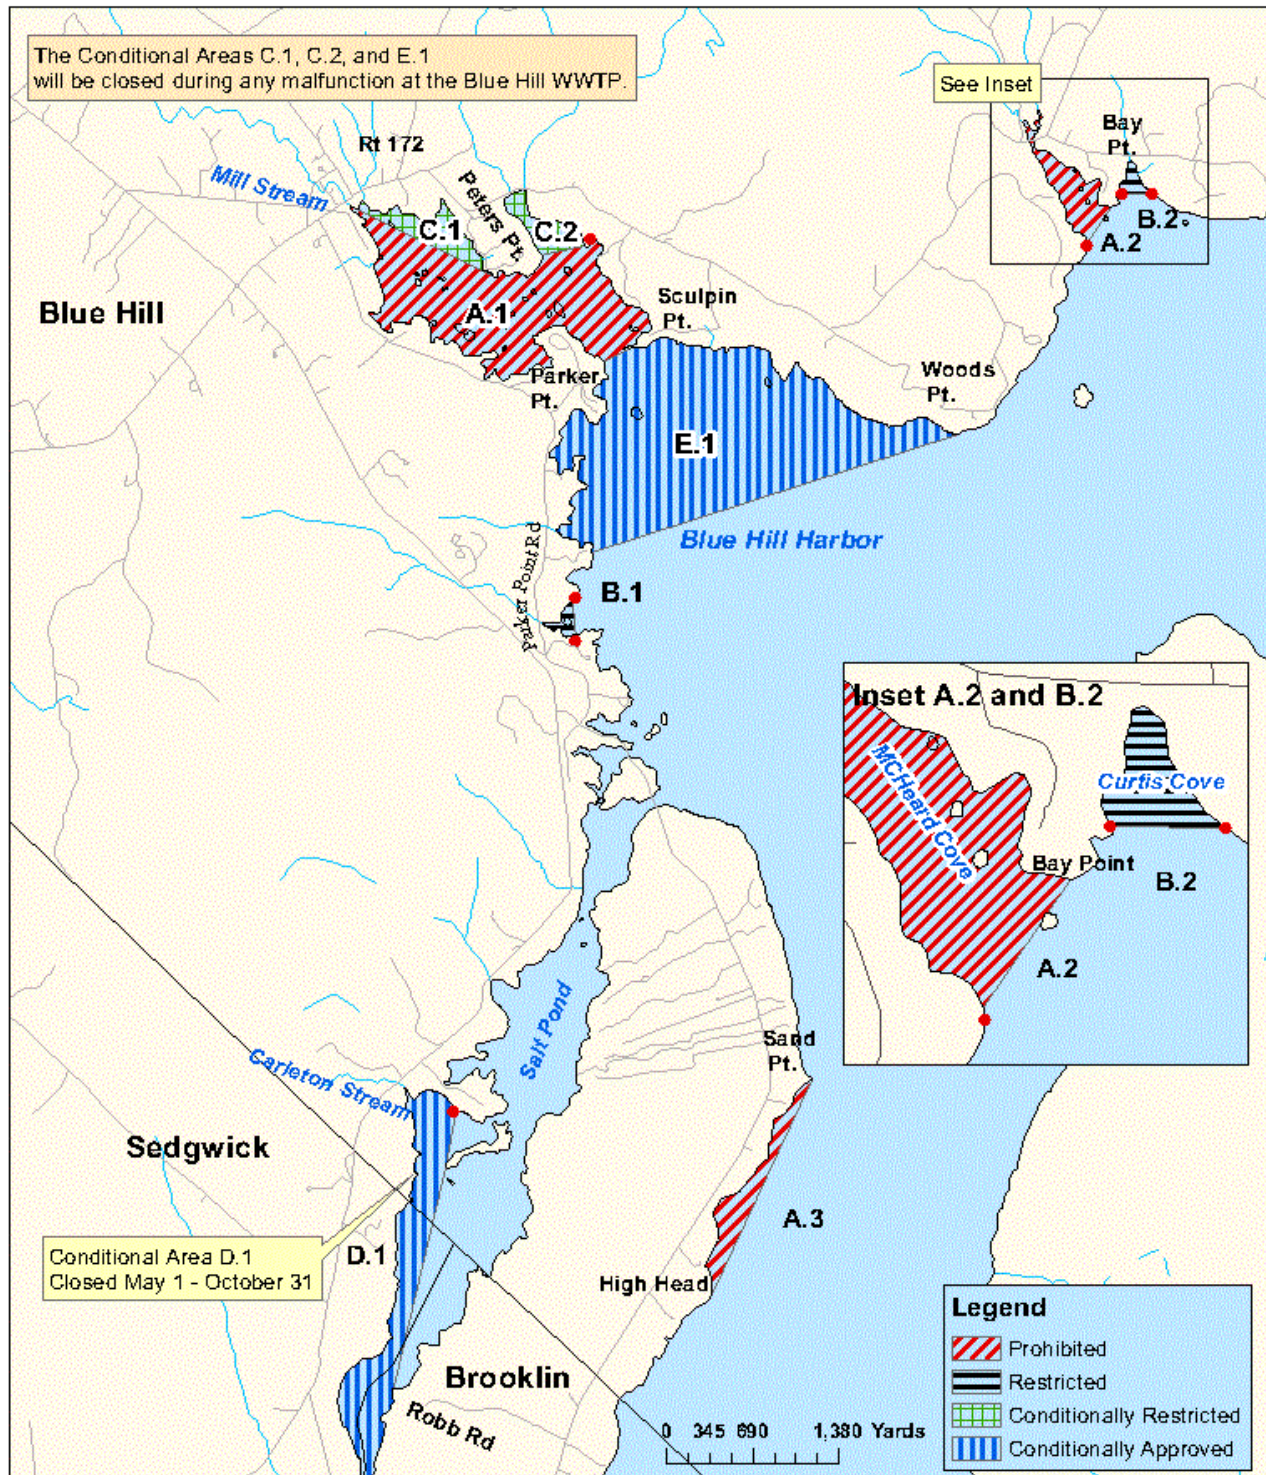 The Conditional Areas C.1, C.2, and E.1
will be closed during any malfunction at the Blue Hill WWTP.
See Inset
Rt 172
Bay
Pt.
Mill Stream
Peters Pt.
C.1
C.2
B.2
A.2
Blue Hill
A.1
Sculpin
Pt.
Parker
Pt.
Woods
Pt.
E.1
Blue Hill Harbor
Parker Point Rd
B.1
Inset A.2 and B.2
MCHeard Cove
Curtis Cove
Bay Point
B.2
A.2
Salt Pond
Sand
Pt.
Carleton Stream
Sedgwick
A.3
Conditional Area D.1
Closed May 1 - October 31
D.1
High Head
Brooklin
Robb Rd
Legend
Prohibited
Restricted
Conditionally Restricted
Conditionally Approved
0 345 690 1,380 Yards